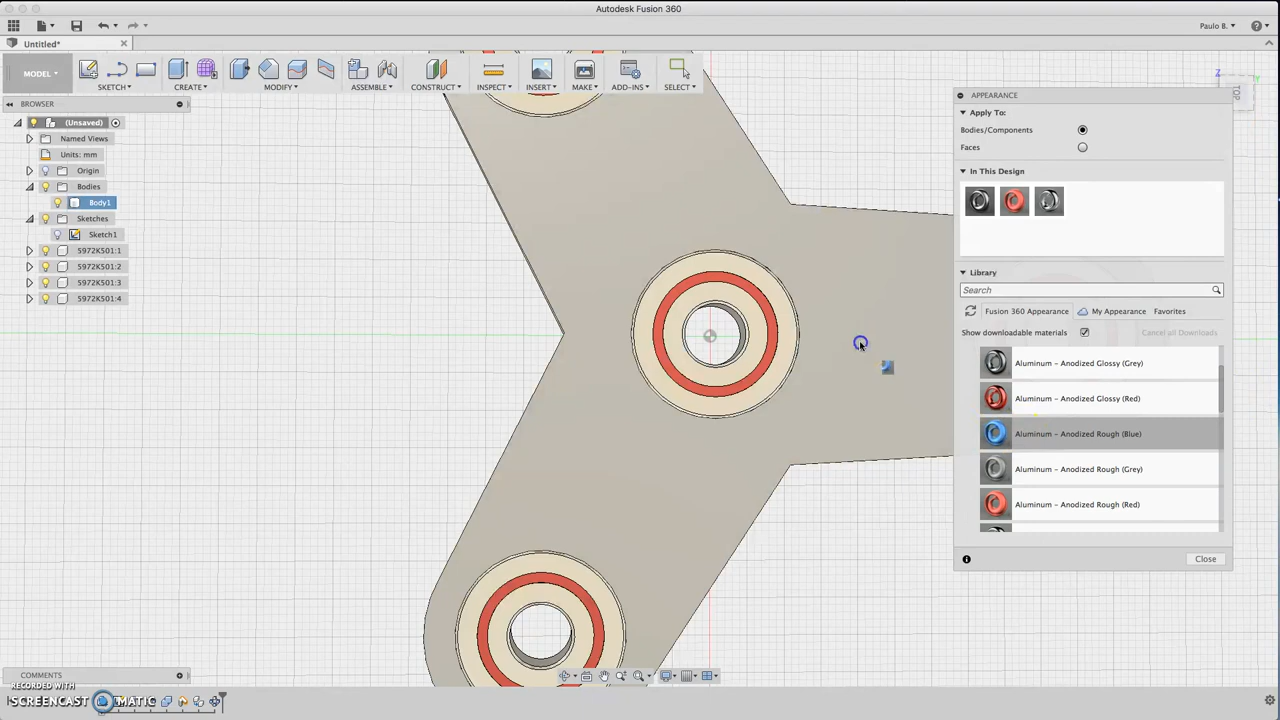 Autodesk Fusion 360
Paulo B.
Untitled*
MODEL
SKETCH
CREATE
MODIFY
ASSEMBLE
CONSTRUCT
INSPECT
INSERT
MAKE
ADD-INS
SELECT
BROWSER
(Unsaved)
Named Views
Units: mm
Origin
Bodies
Body1
Sketches
Sketch1
5972K501:1
5972K501:2
5972K501:3
5972K501:4
Z
Y
TOP
APPEARANCE
Apply To:
Bodies/Components
Faces
In This Design
Library
Search
Fusion 360 Appearance
My Appearance
Favorites
Show downloadable materials
Cancel all Downloads
Aluminum - Anodized Glossy (Grey)
Aluminum - Anodized Glossy (Red)
Aluminum - Anodized Rough (Blue)
Aluminum - Anodized Rough (Grey)
Aluminum - Anodized Rough (Red)
Close
COMMENTS
RECORDED WITH
SCREENCAST MATIC